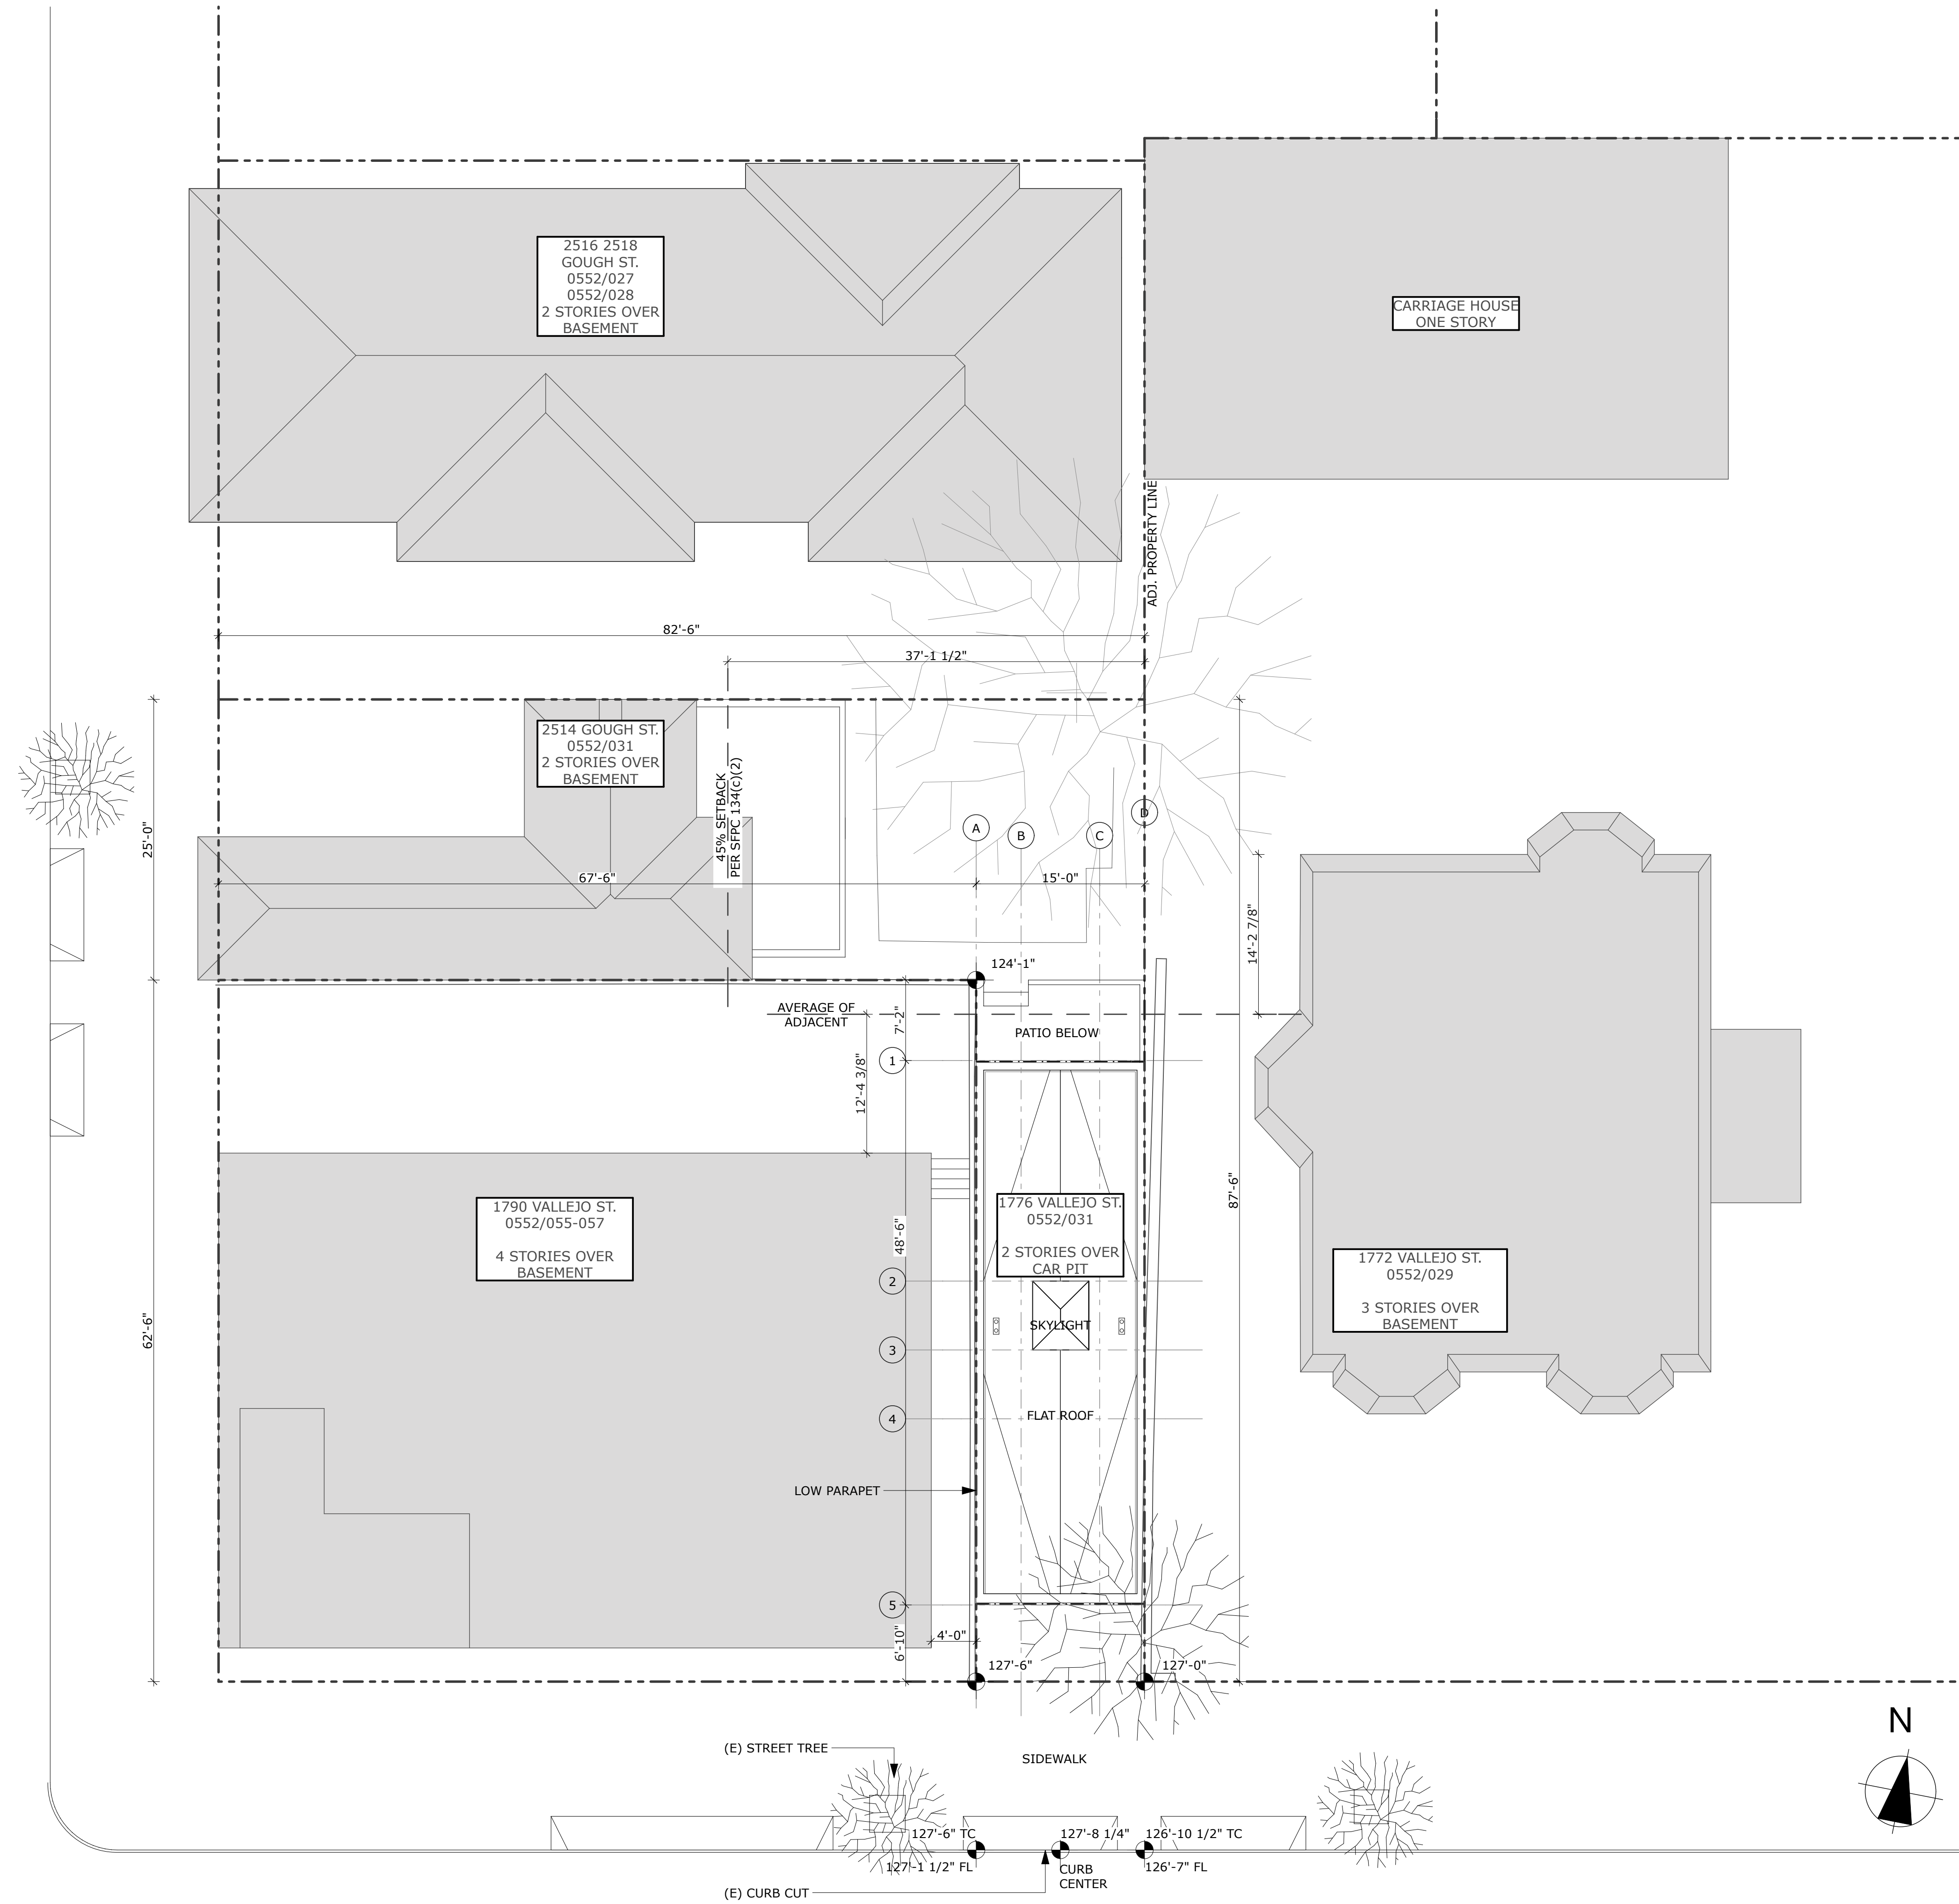 2516 2518
GOUGH ST.
0552/027
0552/028
2 STORIES OVER
BASEMENT
CARRIAGE HOUSE
ONE STORY
ADJ. PROPERTY LINE
82'-6"
37'-1 1/2"
2514 GOUGH ST.
0552/031
2 STORIES OVER
BASEMENT
45% SETBACK
PER SFPC 134(c)(2)
25'-0"
A
B
C
D
67'-6"
15'-0"
14'-2 7/8"
124'-1"
AVERAGE OF
ADJACENT
7'-2"
PATIO BELOW
1
12'-4 3/8"
87'-6"
1790 VALLEJO ST.
0552/055-057
4 STORIES OVER
BASEMENT
48'-6"
1776 VALLEJO ST.
0552/031
2 STORIES OVER
CAR PIT
1772 VALLEJO ST.
0552/029
3 STORIES OVER
BASEMENT
2
62'-6"
SKYLIGHT
3
4
FLAT ROOF
LOW PARAPET
5
6'-10"
4'-0"
127'-6"
127'-0"
N
(E) STREET TREE
SIDEWALK
127'-6" TC
127'-8 1/4"
126'-10 1/2" TC
127'-1 1/2" FL
CURB
CENTER
126'-7" FL
(E) CURB CUT